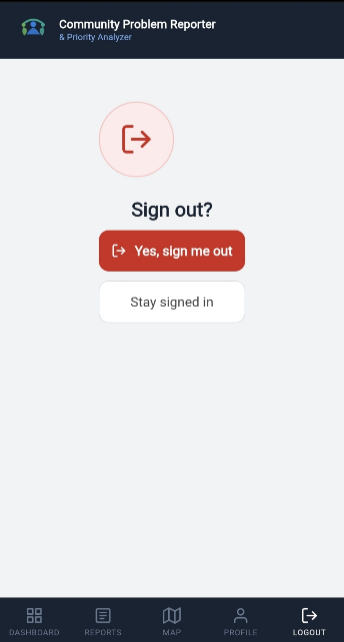 Community Problem Reporter
& Priority Analyzer
Sign out?
Yes, sign me out
Stay signed in
DASHBOARD REPORTS MAP PROFILE LOGOUT